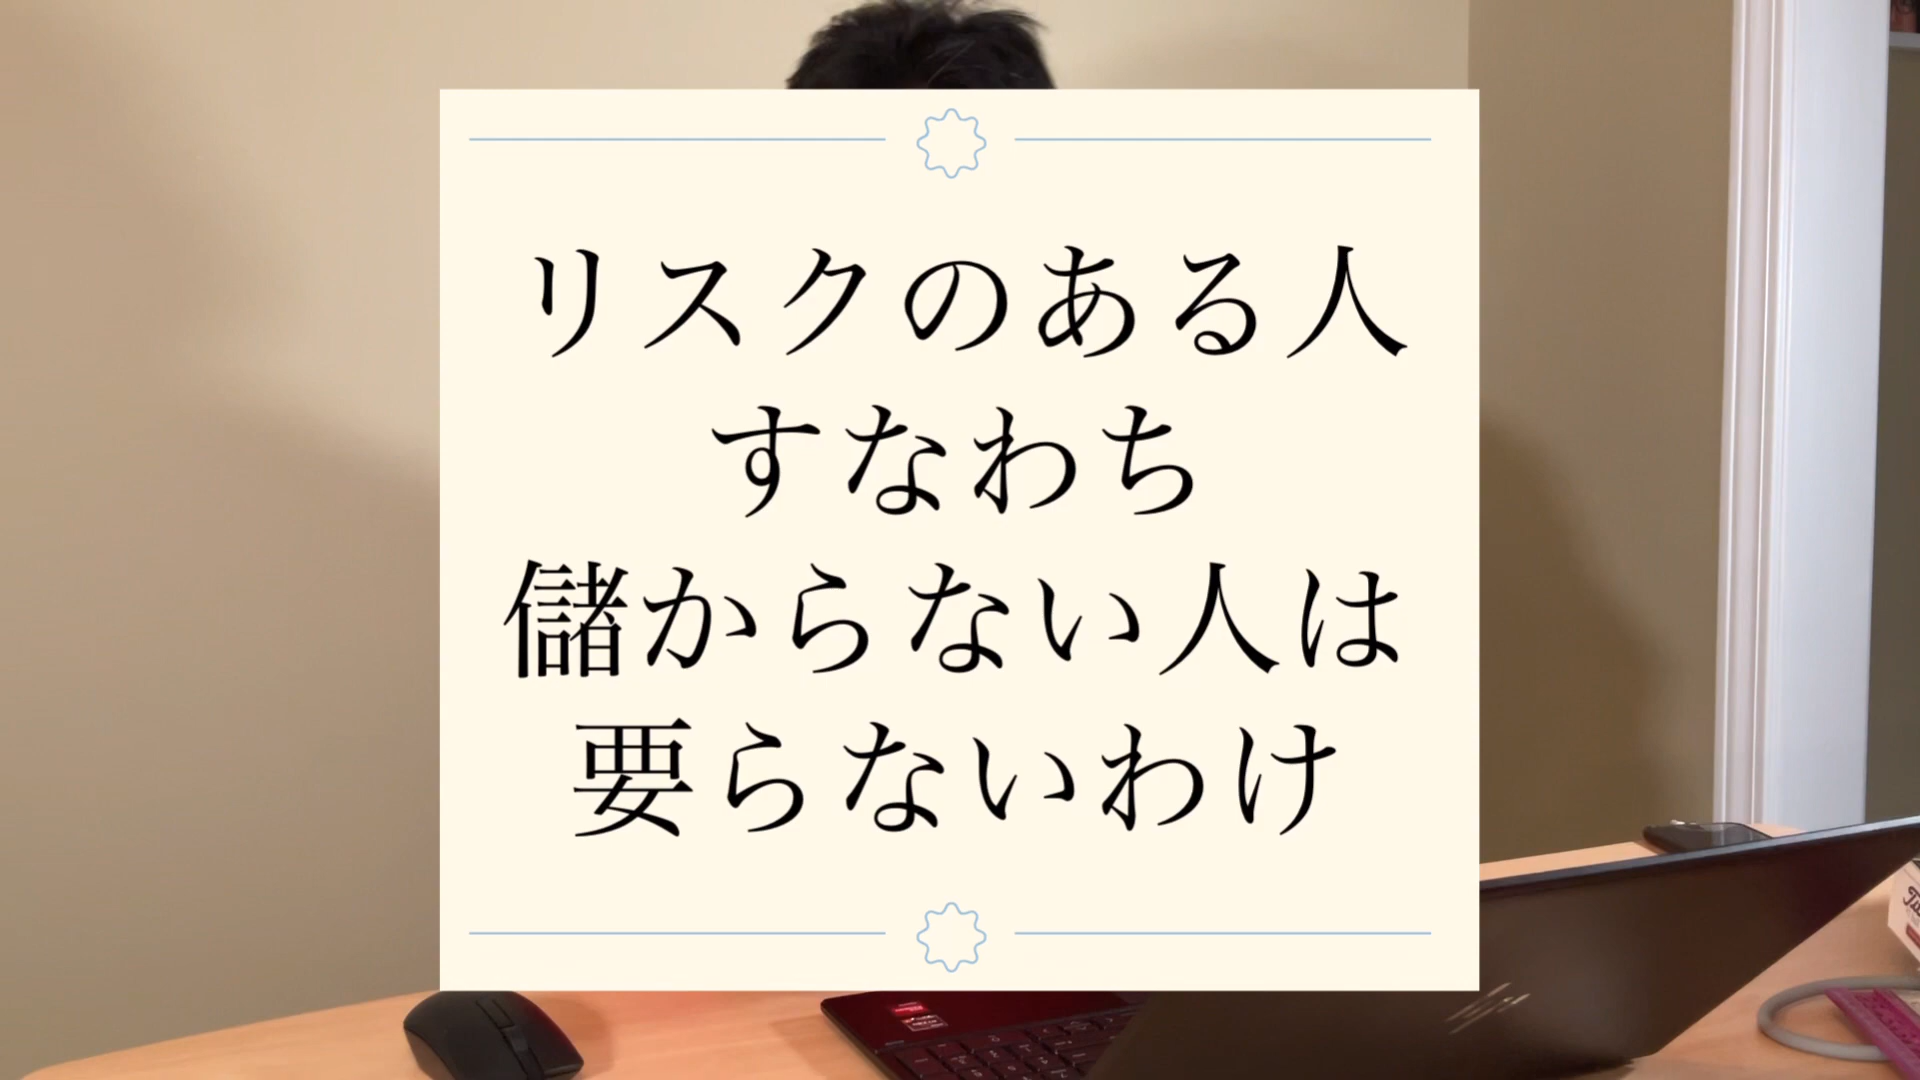 リスクのある人
すなわち
儲からない人は
要らないわけ